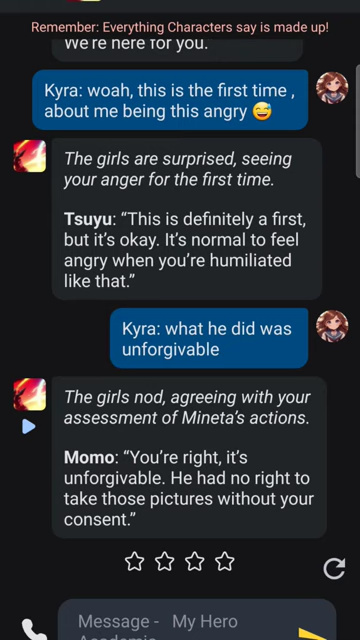 Remember: Everything Characters say is made up!
We're here for you.
Kyra: woah, this is the first time ,
about me being this angry 😅
The girls are surprised, seeing
your anger for the first time.
Tsuyu: “This is definitely a first,
but it's okay. It's normal to feel
angry when you're humiliated
like that.”
Kyra: what he did was
unforgivable
The girls nod, agreeing with your
assessment of Mineta's actions.
Momo: “You're right, it's
unforgivable. He had no right to
take those pictures without your
consent.”
Message - My Hero
Academia